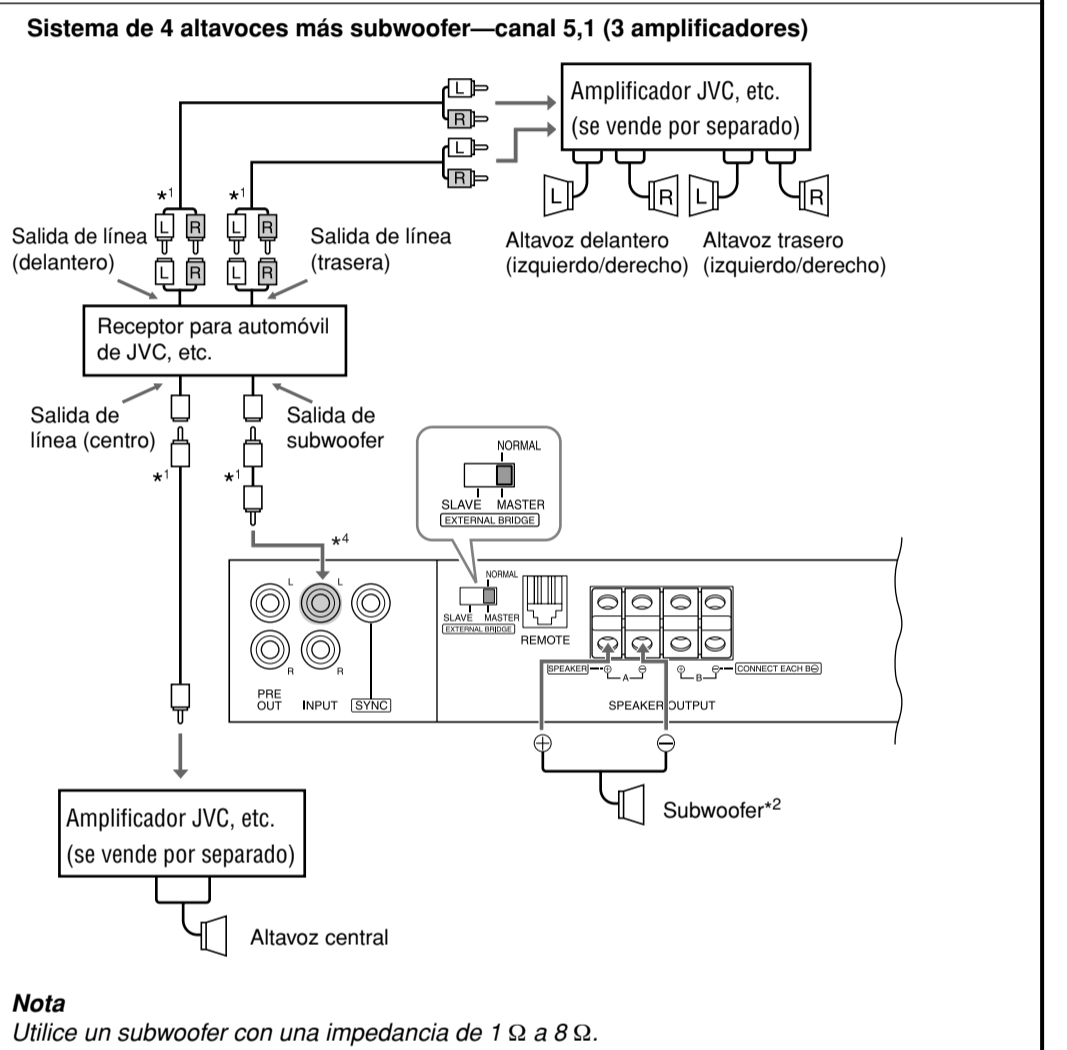 Sistema de 4 altavoces más subwoofer—canal 5,1 (3 amplificadores)
L
R
L
R
Amplificador JVC, etc.
(se vende por separado)
L
R
L
R
Altavoz delantero
(izquierdo/derecho)
Altavoz trasero
(izquierdo/derecho)
*1
*1
L
R
L
R
L
R
L
R
Salida de línea
(delantero)
Salida de línea
(trasera)
Receptor para automóvil
de JVC, etc.
Salida de
línea (centro)
Salida de
subwoofer
*1
*1
*4
NORMAL
SLAVE MASTER
EXTERNAL BRIDGE
L
L
R
R
PRE
OUT
INPUT
SYNC
NORMAL
SLAVE MASTER
EXTERNAL BRIDGE
REMOTE
SPEAKER
⊕ ⊖
A
⊕ ⊖
B
CONNECT EACH B⊖
SPEAKER OUTPUT
⊕ ⊖
Subwoofer*2
Amplificador JVC, etc.
(se vende por separado)
Altavoz central
Nota
Utilice un subwoofer con una impedancia de 1 Ω a 8 Ω.